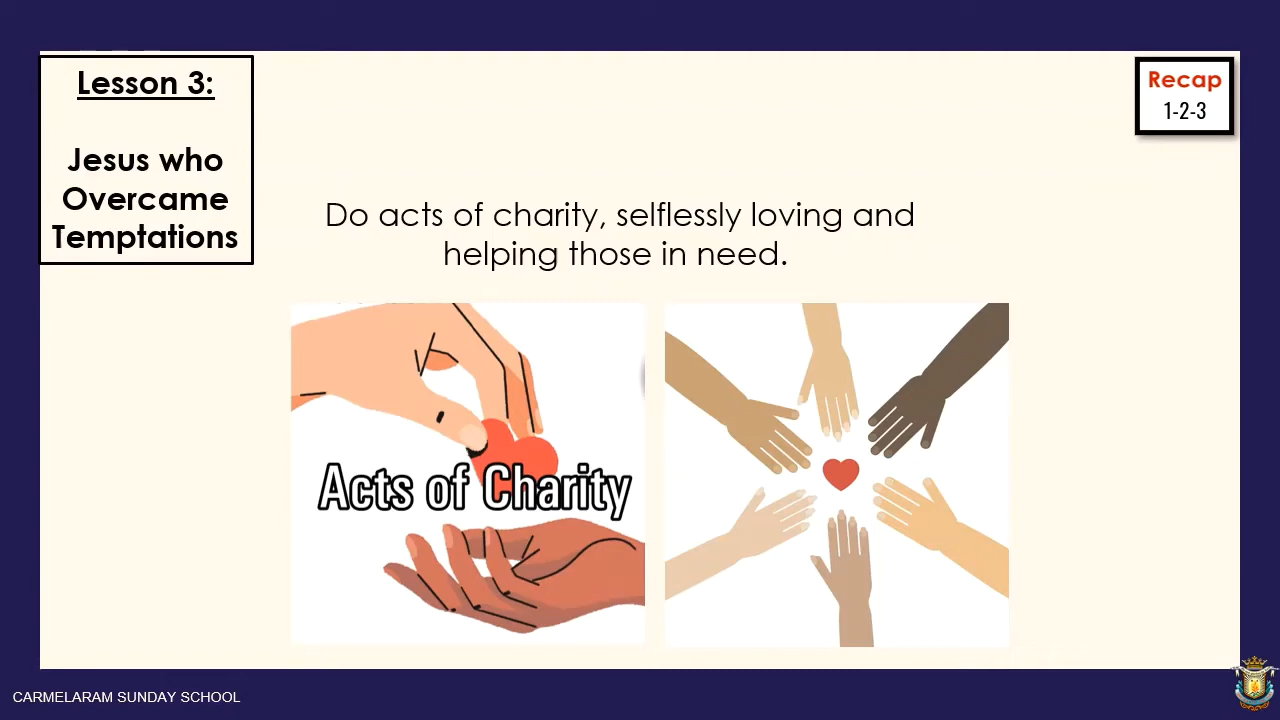 Lesson 3:
Jesus who
Overcame
Temptations
Recap
1-2-3
Do acts of charity, selflessly loving and
helping those in need.
Acts of Charity
CARMELARAM SUNDAY SCHOOL